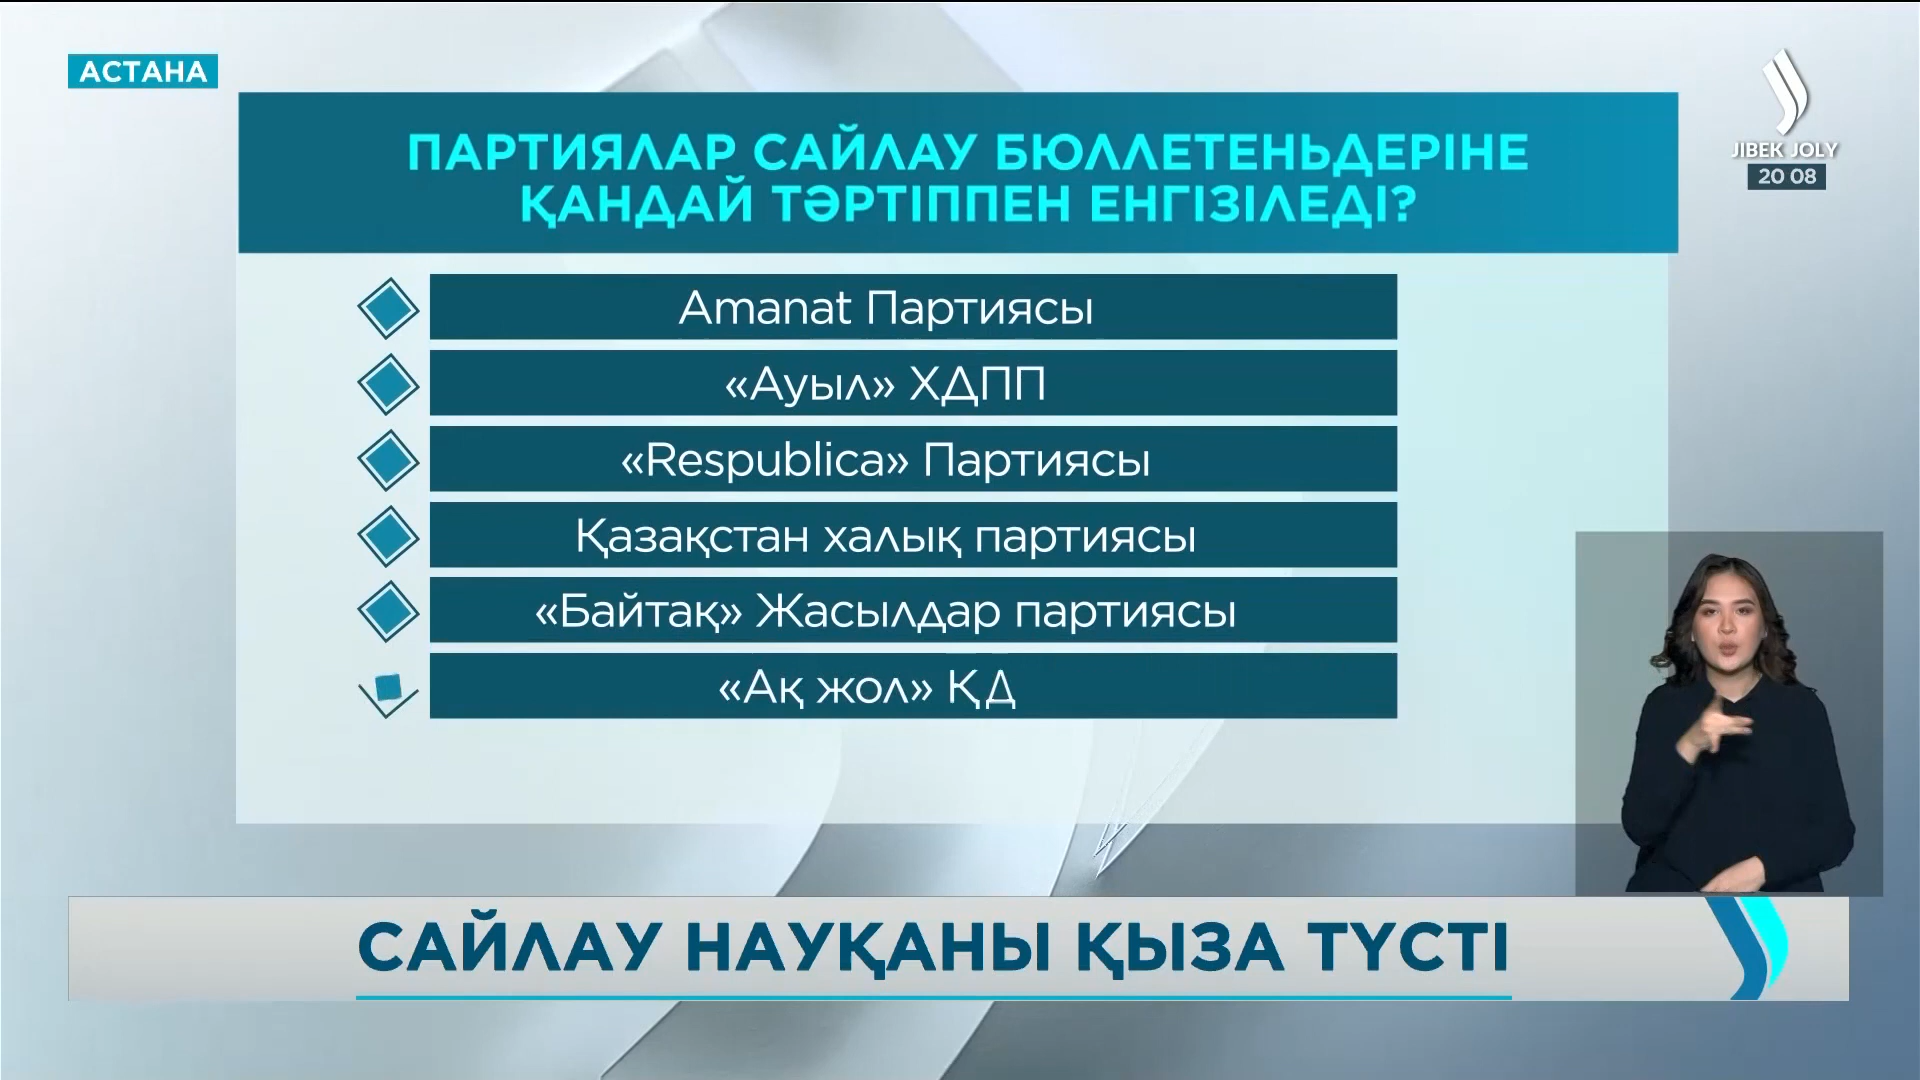 АСТАНА
JIBEK JOLY
20 08
ПАРТИЯЛАР САЙЛАУ БЮЛЛЕТЕНЬДЕРІНЕ
ҚАНДАЙ ТӘРТІППЕН ЕНГІЗІЛЕДІ?
Amanat Партиясы
«Ауыл» ХДПП
«Respublica» Партиясы
Қазақстан халық партиясы
«Байтақ» Жасылдар партиясы
«Ақ жол» ҚД
САЙЛАУ НАУҚАНЫ ҚЫЗА ТҮСТІ